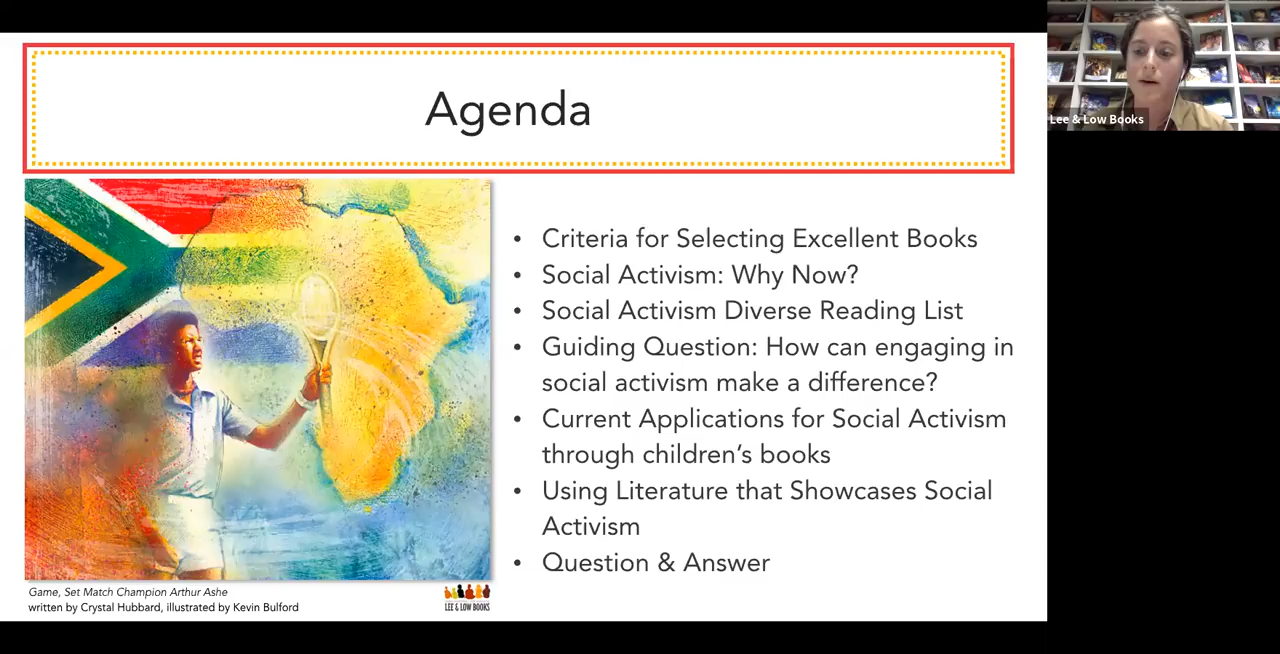 Agenda
Lee & Low Books
• Criteria for Selecting Excellent Books
• Social Activism: Why Now?
• Social Activism Diverse Reading List
• Guiding Question: How can engaging in
social activism make a difference?
• Current Applications for Social Activism
through children’s books
• Using Literature that Showcases Social
Activism
• Question & Answer
Game, Set Match Champion Arthur Ashe
written by Crystal Hubbard, illustrated by Kevin Bulford
LEE & LOW BOOKS